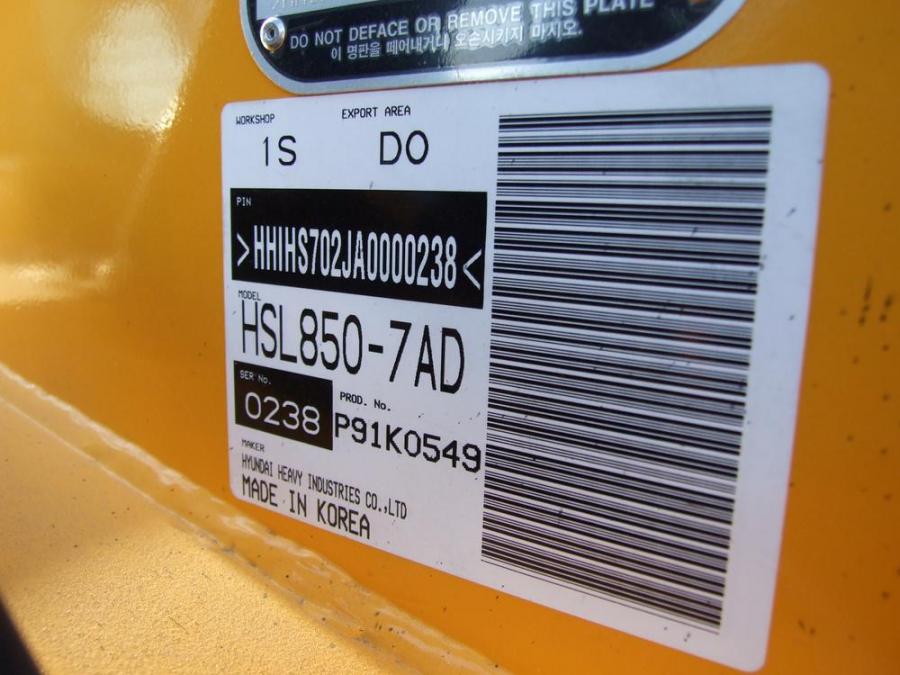 DO NOT DEFACE OR REMOVE THIS PLATE
이 명판을 떼어내거나 오손시키지 마시오.
WORKSHOP EXPORT AREA
1S DO
PIN
>HHIHS702JA0000238<
MODEL
HSL850-7AD
SER'No. PROD. No.
0238 P91K0549
MAKER
HYUNDAI HEAVY INDUSTRIES CO.,LTD
MADE IN KOREA